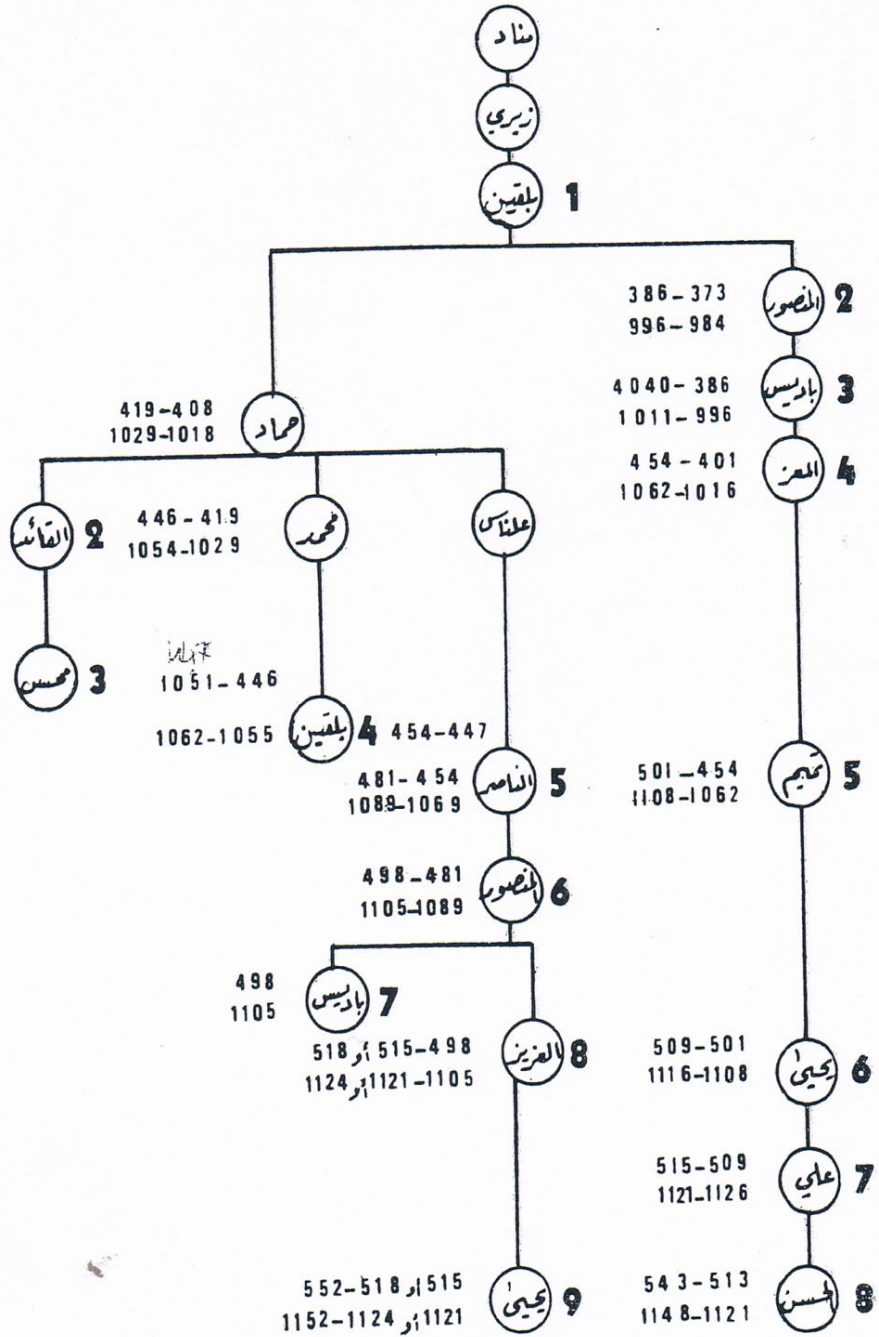 مناد
زيري
بلقين 1
المنصور 2
373 – 386
984 – 996
باديس 3
386 – 4040
996 – 1011
المعز 4
401 – 454
1016 – 1062
حماد
408 – 419
1018 – 1029
القائد 2
محمد
419 – 446
1029 – 1054
علناس
محسن 3
446 – 1051
بلقين 4
447 – 454
1055 – 1062
الناصر 5
454 – 481
1069 – 1089
تميم 5
454 – 501
1062 – 1108
المنصور 6
481 – 498
1089 – 1105
باديس 7
498
1105
العزيز 8
498 – 515 أو 518
1105 – 1121 أو 1124
يحيىٰ 6
501 – 509
1108 – 1116
علي 7
509 – 515
1126 – 1121
يحيىٰ 9
515 أو 518 – 552
1121 أو 1124 – 1152
الحسن 8
513 – 543
1121 – 1148